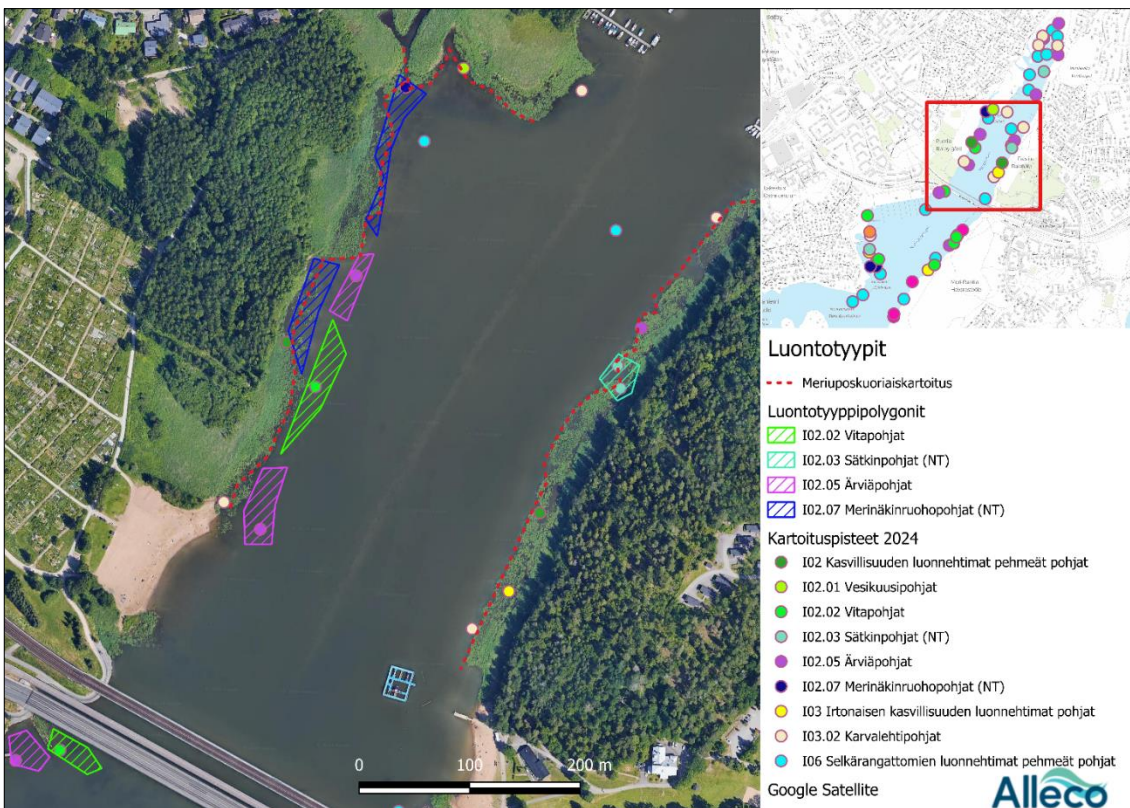 Luontotyypit
Meriuposkuoriaiskartoitus
Luontotyyppipolygonit
I02.02 Vitapohjat
I02.03 Sätkinpohjat (NT)
I02.05 Ärviäpohjat
I02.07 Merinäkinruohopohjat (NT)
Kartoituspisteet 2024
I02 Kasvillisuuden luonnehtimat pehmeät pohjat
I02.01 Vesikuusipohjat
I02.02 Vitapohjat
I02.03 Sätkinpohjat (NT)
I02.05 Ärviäpohjat
I02.07 Merinäkinruohopohjat (NT)
I03 Irtonaisen kasvillisuuden luonnehtimat pohjat
I03.02 Karvalehtipohjat
I06 Selkärangattomien luonnehtimat pehmeät pohjat
Google Satellite
Alleco
0 100 200 m